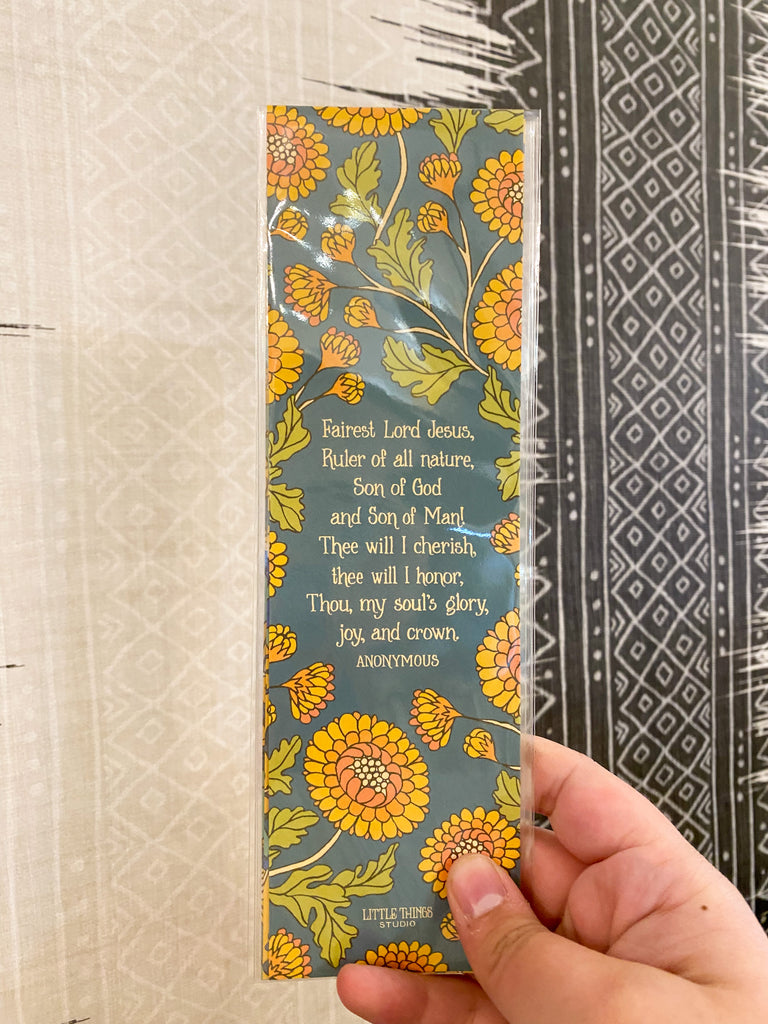 Fairest Lord Jesus,
Ruler of all nature,
Son of God
and Son of Man!
Thee will I cherish,
thee will I honor,
Thou, my soul's glory,
joy, and crown.
ANONYMOUS
LITTLE THINGS
STUDIO